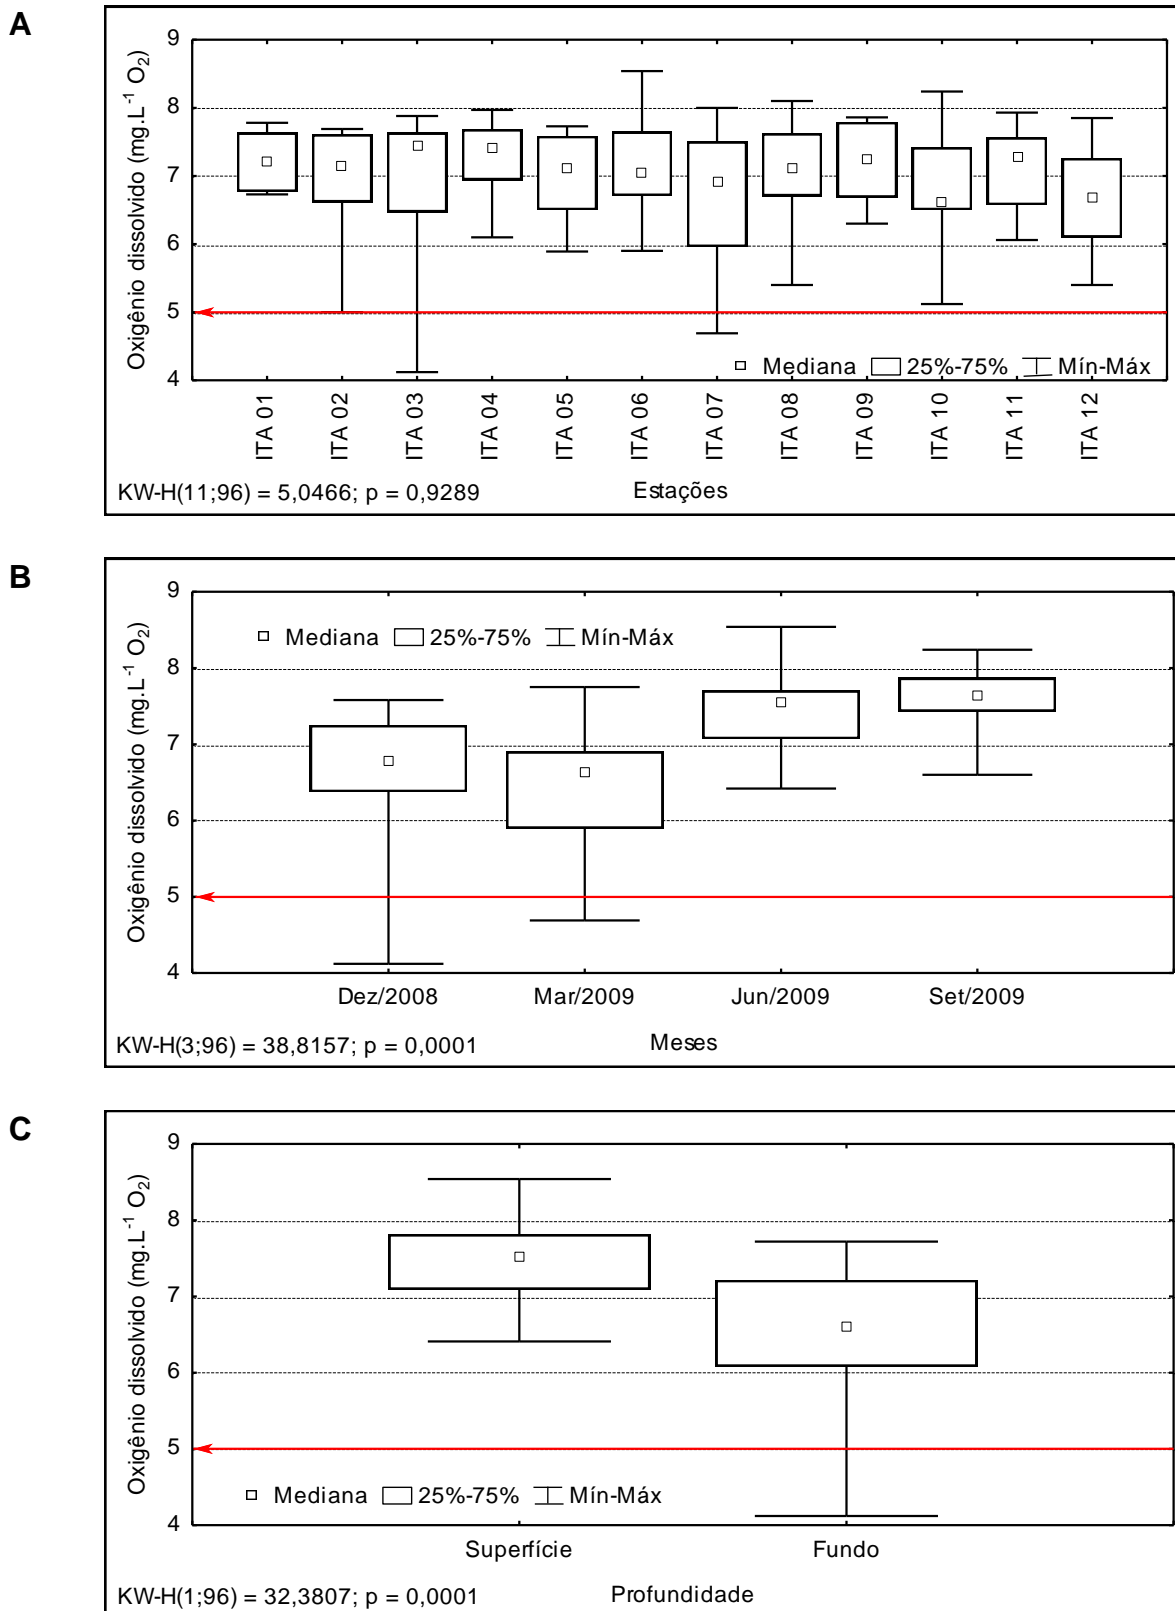 A
Oxigênio dissolvido (mg.L⁻¹ O₂)
9
8
7
6
5
4
Mediana 25%-75% Mín-Máx
ITA 01 ITA 02 ITA 03 ITA 04 ITA 05 ITA 06 ITA 07 ITA 08 ITA 09 ITA 10 ITA 11 ITA 12
KW-H(11;96) = 5,0466; p = 0,9289 Estações
B
Oxigênio dissolvido (mg.L⁻¹ O₂)
9
Mediana 25%-75% Mín-Máx
8
7
6
5
4
Dez/2008 Mar/2009 Jun/2009 Set/2009
KW-H(3;96) = 38,8157; p = 0,0001 Meses
C
Oxigênio dissolvido (mg.L⁻¹ O₂)
9
8
7
6
5
Mediana 25%-75% Mín-Máx
4
Superfície Fundo
KW-H(1;96) = 32,3807; p = 0,0001 Profundidade